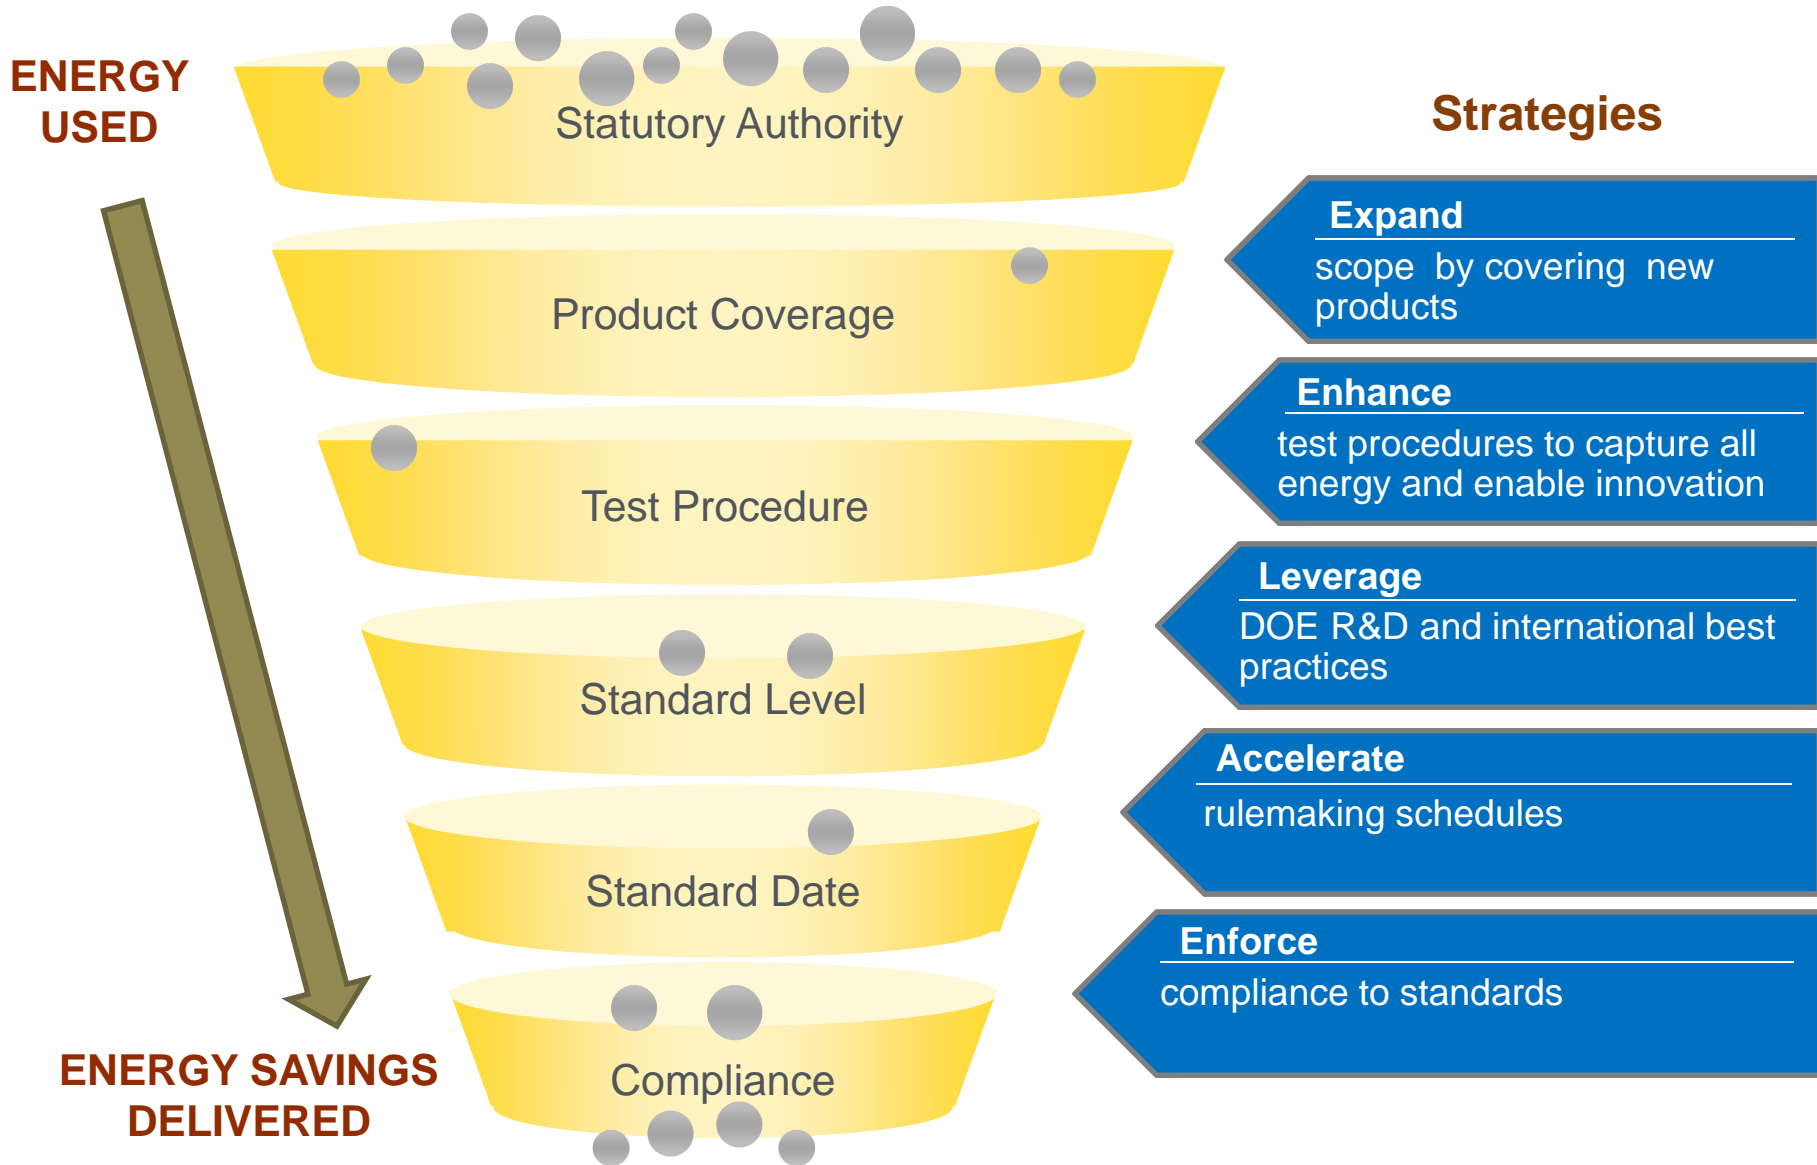 ENERGY
USED
Statutory Authority
Product Coverage
Test Procedure
Standard Level
Standard Date
Compliance
ENERGY SAVINGS
DELIVERED
Strategies
Expand
scope by covering new
products
Enhance
test procedures to capture all
energy and enable innovation
Leverage
DOE R&D and international best
practices
Accelerate
rulemaking schedules
Enforce
compliance to standards